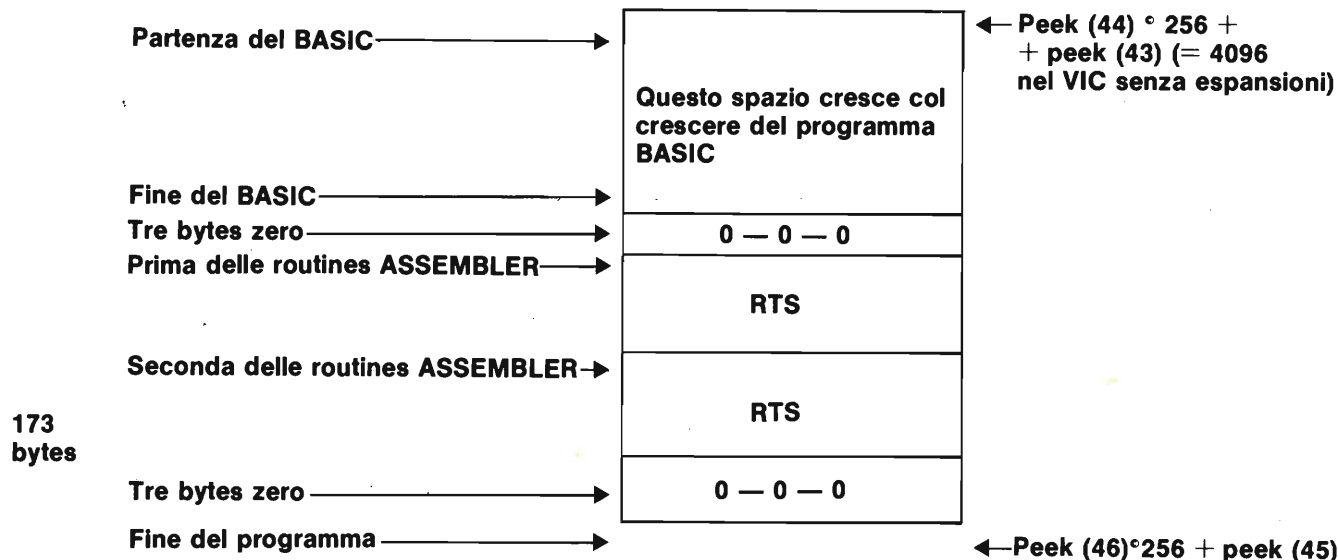 Partenza del BASIC
Peek (44) ° 256 +
+ peek (43) (= 4096
nel VIC senza espansioni)
Questo spazio cresce col
crescere del programma
BASIC
Fine del BASIC
Tre bytes zero
0 — 0 — 0
Prima delle routines ASSEMBLER
RTS
Seconda delle routines ASSEMBLER
RTS
173
bytes
Tre bytes zero
0 — 0 — 0
Fine del programma
Peek (46)°256 + peek (45)